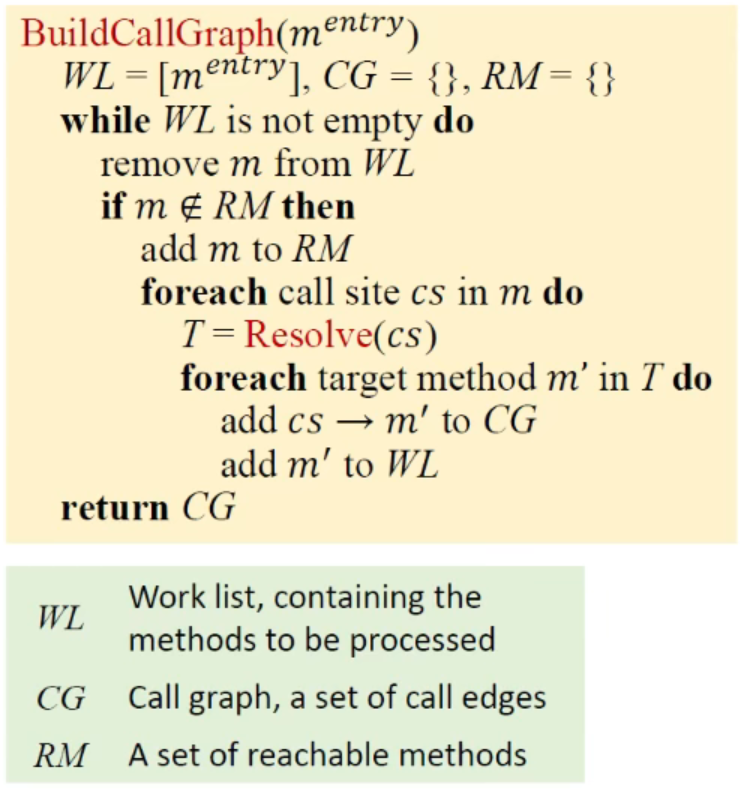 BuildCallGraph(m^entry)
WL = [m^entry], CG = {}, RM = {}
while WL is not empty do
remove m from WL
if m ∉ RM then
add m to RM
foreach call site cs in m do
T = Resolve(cs)
foreach target method m′ in T do
add cs → m′ to CG
add m′ to WL
return CG
WL Work list, containing the
methods to be processed
CG Call graph, a set of call edges
RM A set of reachable methods